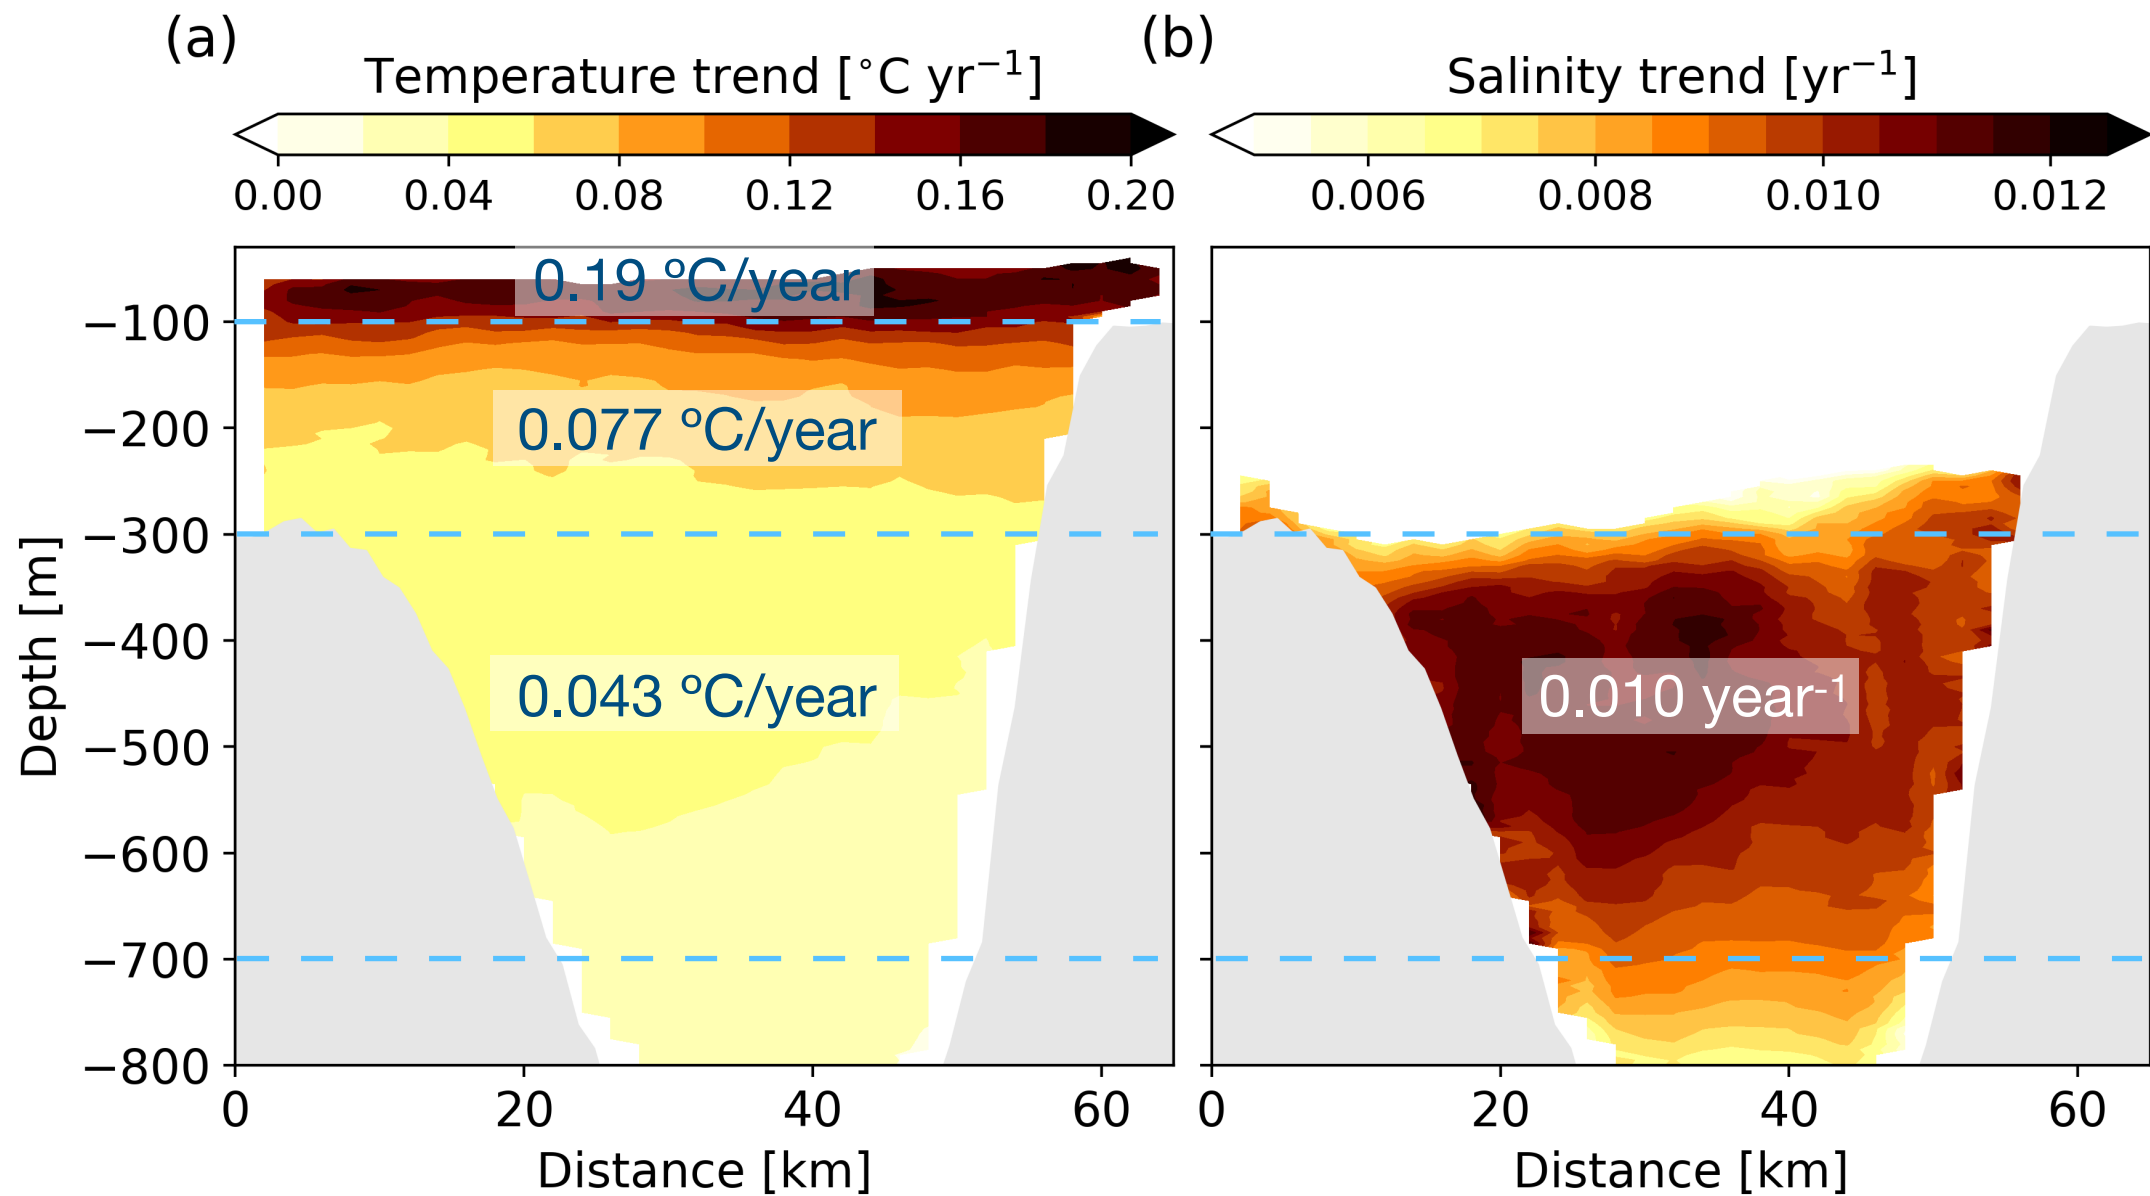 (a)
Temperature trend [°C yr⁻¹]
0.00 0.04 0.08 0.12 0.16 0.20
(b)
Salinity trend [yr⁻¹]
0.006 0.008 0.010 0.012
0.19 ºC/year
0.077 ºC/year
0.043 ºC/year
0.010 year⁻¹
Depth [m]
−100
−200
−300
−400
−500
−600
−700
−800
0 20 40 60
Distance [km]
0 20 40 60
Distance [km]